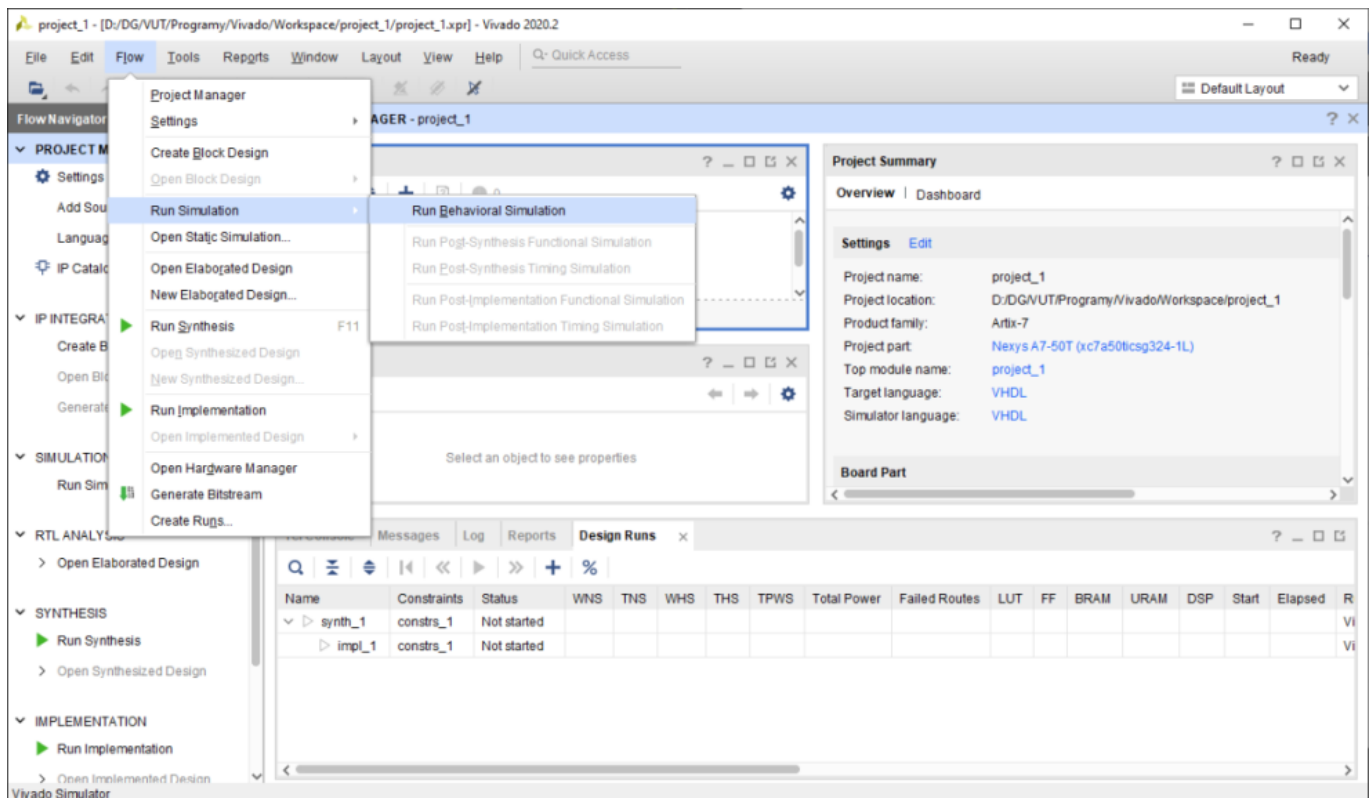 project_1 - [D:/DG/VUT/Programy/Vivado/Workspace/project_1/project_1.xpr] - Vivado 2020.2
File Edit Flow Tools Reports Window Layout View Help Quick Access Ready
Default Layout
Flow Navigator AGER - project_1
PROJECT M
Settings
Add Sou
Languag
IP Catalo
IP INTEGRA
Create B
Open Blo
Generate
SIMULATION
Run Sim
RTL ANALYSIS
Open Elaborated Design
SYNTHESIS
Run Synthesis
Open Synthesized Design
IMPLEMENTATION
Run Implementation
Open Implemented Design
Project Manager
Settings
Create Block Design
Open Block Design
Run Simulation
Open Static Simulation...
Open Elaborated Design
New Elaborated Design...
Run Synthesis F11
Open Synthesized Design
New Synthesized Design...
Run Implementation
Open Implemented Design
Open Hardware Manager
Generate Bitstream
Create Runs...
0
Run Behavioral Simulation
Run Post-Synthesis Functional Simulation
Run Post-Synthesis Timing Simulation
Run Post-Implementation Functional Simulation
Run Post-Implementation Timing Simulation
Select an object to see properties
Project Summary
Overview | Dashboard
Settings Edit
Project name: project_1
Project location: D:/DG/VUT/Programy/Vivado/Workspace/project_1
Product family: Artix-7
Project part: Nexys A7-50T (xc7a50ticsg324-1L)
Top module name: project_1
Target language: VHDL
Simulator language: VHDL
Board Part
Messages Log Reports Design Runs
Name Constraints Status WNS TNS WHS THS TPWS Total Power Failed Routes LUT FF BRAM URAM DSP Start Elapsed R
synth_1 constrs_1 Not started Vi
impl_1 constrs_1 Not started Vi
Vivado Simulator